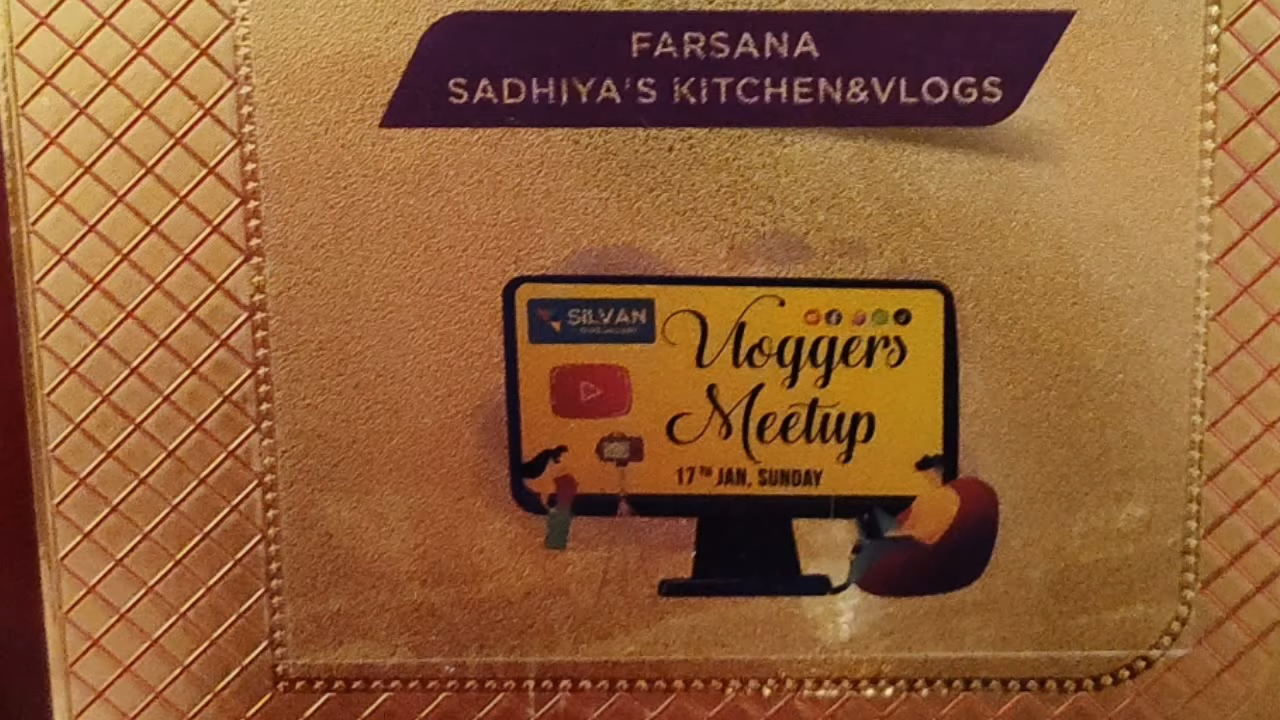 FARSANA
SADHIYA'S KITCHEN&VLOGS
SILVAN
Vloggers
Meetup
17TH JAN, SUNDAY